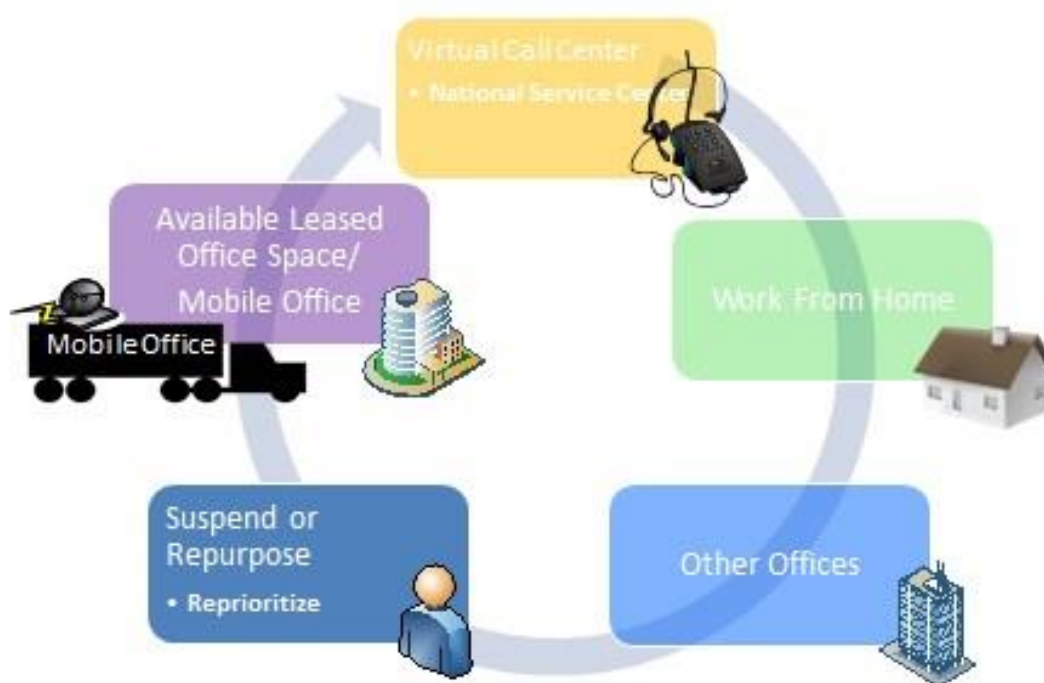 Virtual Call Center
• National Service Center
Work From Home
Other Offices
Suspend or
Repurpose
• Reprioritize
Available Leased
Office Space/
Mobile Office
Mobile Office